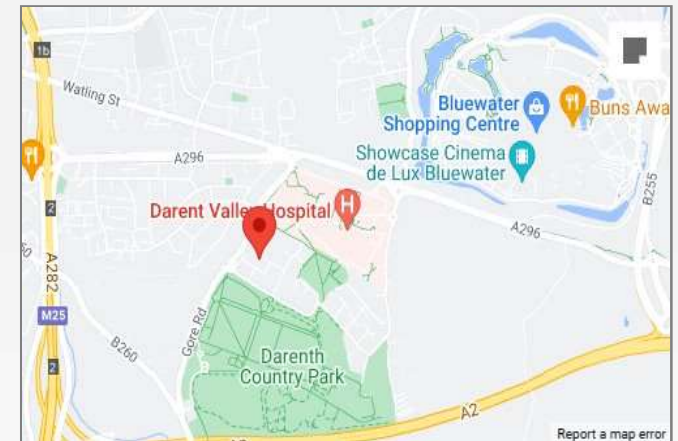 1b
Watling St
Bluewater
Shopping Centre
Buns Awa
A296
Showcase Cinema
de Lux Bluewater
B255
2
Darent Valley Hospital
H
A296
A282
M25
B260
Gore Rd
2
Darenth
Country Park
A2
Report a map error